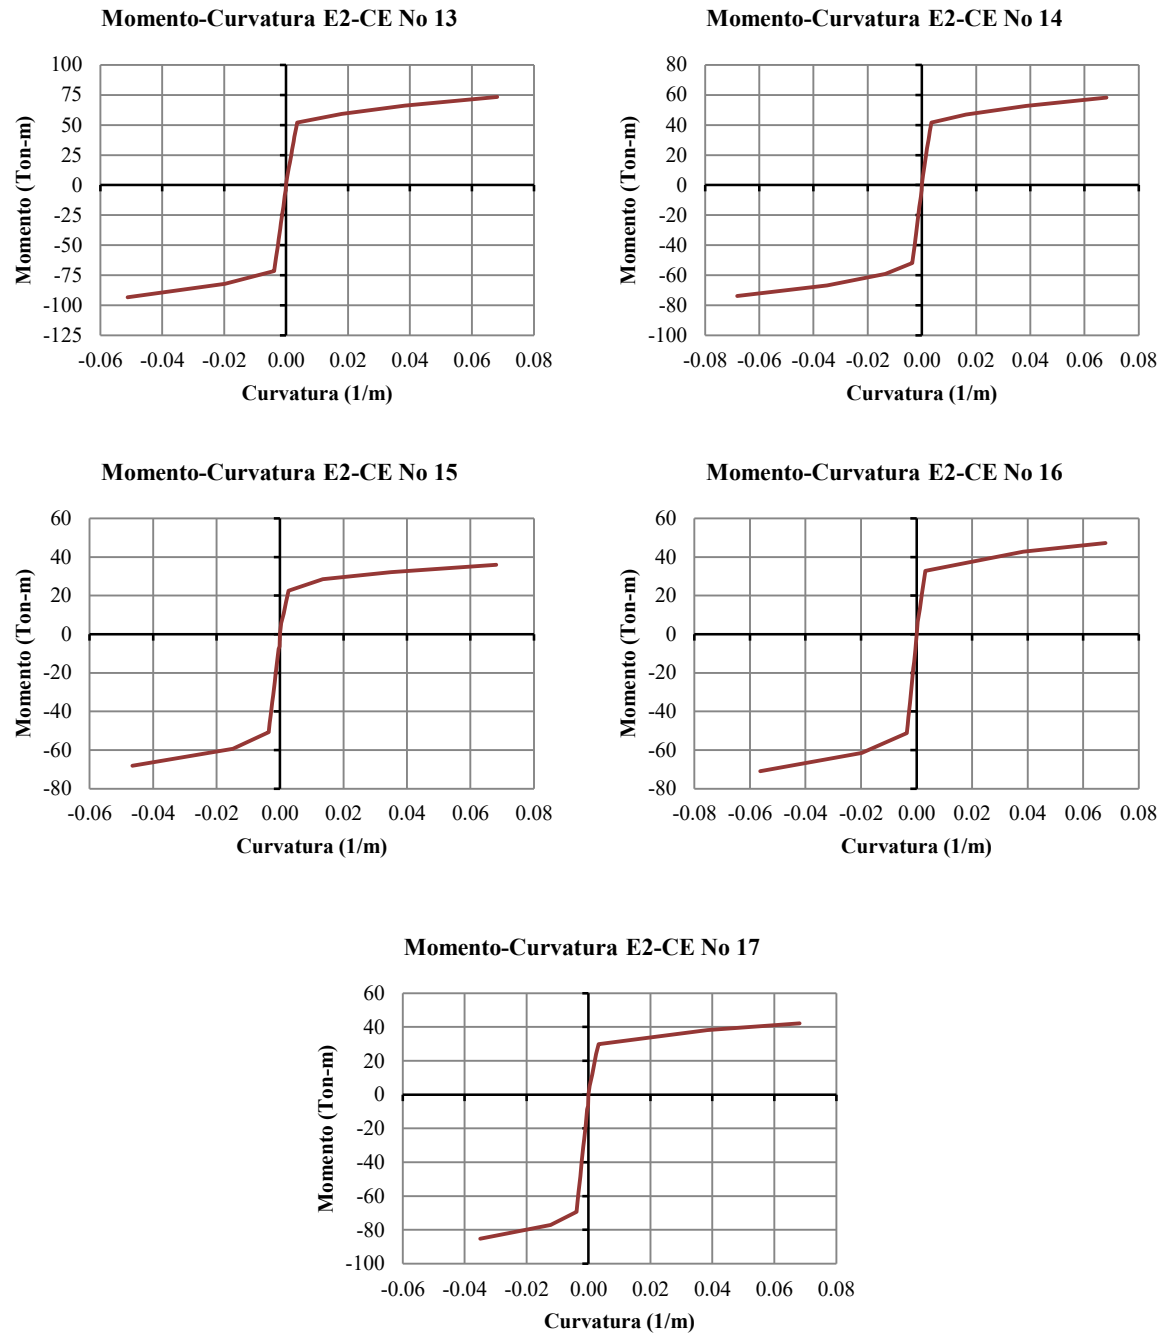 Momento-Curvatura E2-CE No 13
100
75
50
25
0
-25
-50
-75
-100
-125
Momento (Ton-m)
-0.06 -0.04 -0.02 0.00 0.02 0.04 0.06 0.08
Curvatura (1/m)
Momento-Curvatura E2-CE No 14
80
60
40
20
0
-20
-40
-60
-80
-100
Momento (Ton-m)
-0.08 -0.06 -0.04 -0.02 0.00 0.02 0.04 0.06 0.08
Curvatura (1/m)
Momento-Curvatura E2-CE No 15
60
40
20
0
-20
-40
-60
-80
Momento (Ton-m)
-0.06 -0.04 -0.02 0.00 0.02 0.04 0.06 0.08
Curvatura (1/m)
Momento-Curvatura E2-CE No 16
60
40
20
0
-20
-40
-60
-80
Momento (Ton-m)
-0.08 -0.06 -0.04 -0.02 0.00 0.02 0.04 0.06 0.08
Curvatura (1/m)
Momento-Curvatura E2-CE No 17
60
40
20
0
-20
-40
-60
-80
-100
Momento (Ton-m)
-0.06 -0.04 -0.02 0.00 0.02 0.04 0.06 0.08
Curvatura (1/m)